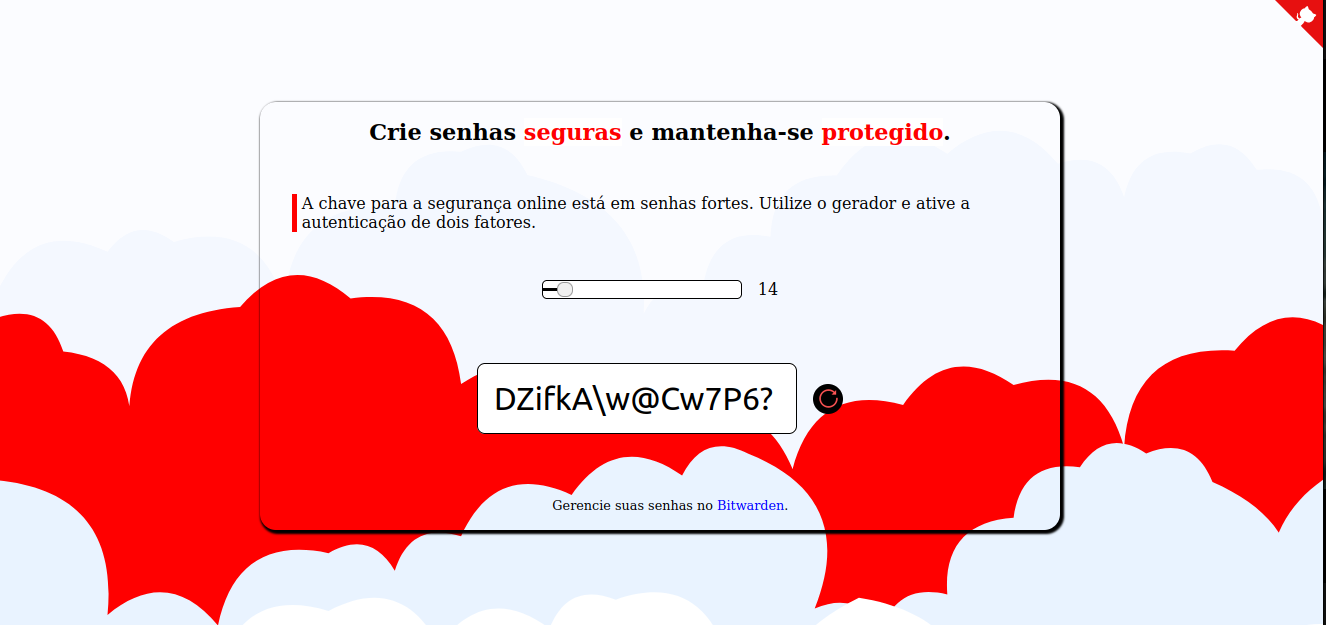 Crie senhas seguras e mantenha-se protegido.
A chave para a segurança online está em senhas fortes. Utilize o gerador e ative a
autenticação de dois fatores.
14
DZifkA\w@Cw7P6?
Gerencie suas senhas no Bitwarden.